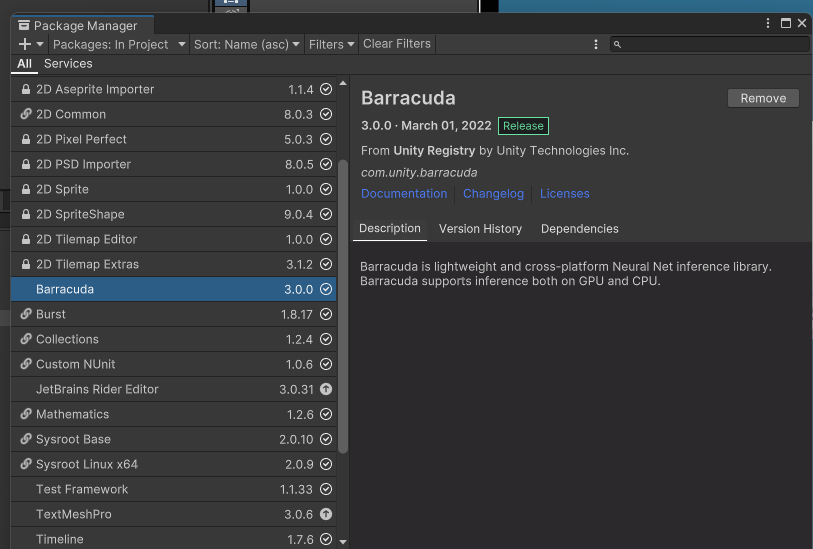 Package Manager
Packages: In Project Sort: Name (asc) Filters Clear Filters
All Services
2D Aseprite Importer 1.1.4
2D Common 8.0.3
2D Pixel Perfect 5.0.3
2D PSD Importer 8.0.5
2D Sprite 1.0.0
2D SpriteShape 9.0.4
2D Tilemap Editor 1.0.0
2D Tilemap Extras 3.1.2
Barracuda 3.0.0
Burst 1.8.17
Collections 1.2.4
Custom NUnit 1.0.6
JetBrains Rider Editor 3.0.31
Mathematics 1.2.6
Sysroot Base 2.0.10
Sysroot Linux x64 2.0.9
Test Framework 1.1.33
TextMeshPro 3.0.6
Timeline 1.7.6
Barracuda Remove
3.0.0 · March 01, 2022 Release
From Unity Registry by Unity Technologies Inc.
com.unity.barracuda
Documentation Changelog Licenses
Description Version History Dependencies
Barracuda is lightweight and cross-platform Neural Net inference library.
Barracuda supports inference both on GPU and CPU.